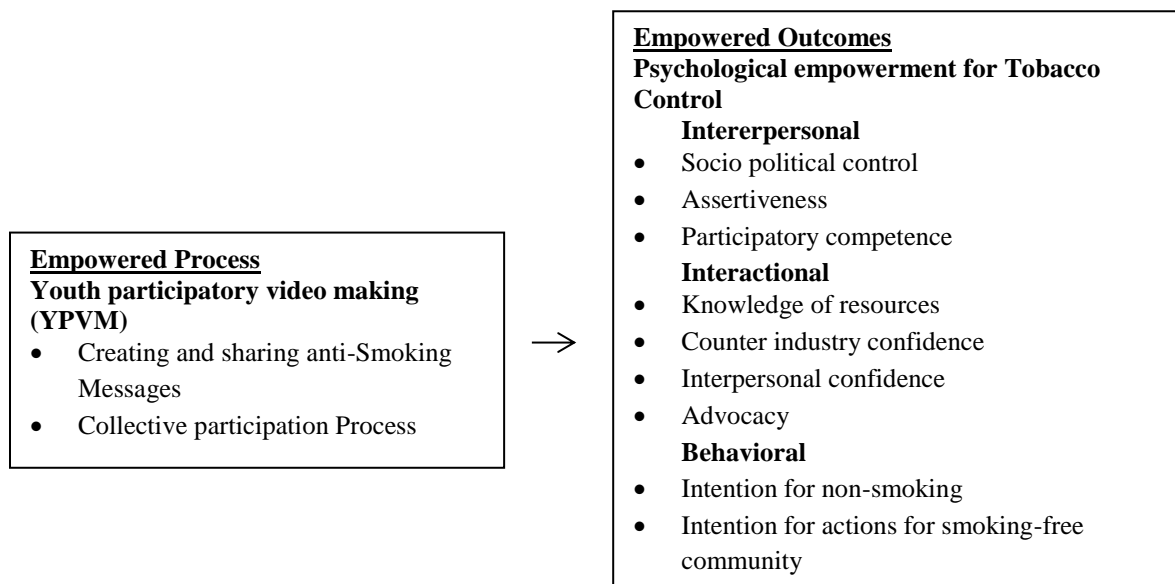 Empowered Process
Youth participatory video making
(YPVM)
• Creating and sharing anti-Smoking
Messages
• Collective participation Process
→
Empowered Outcomes
Psychological empowerment for Tobacco
Control
Intererpersonal
• Socio political control
• Assertiveness
• Participatory competence
Interactional
• Knowledge of resources
• Counter industry confidence
• Interpersonal confidence
• Advocacy
Behavioral
• Intention for non-smoking
• Intention for actions for smoking-free
community